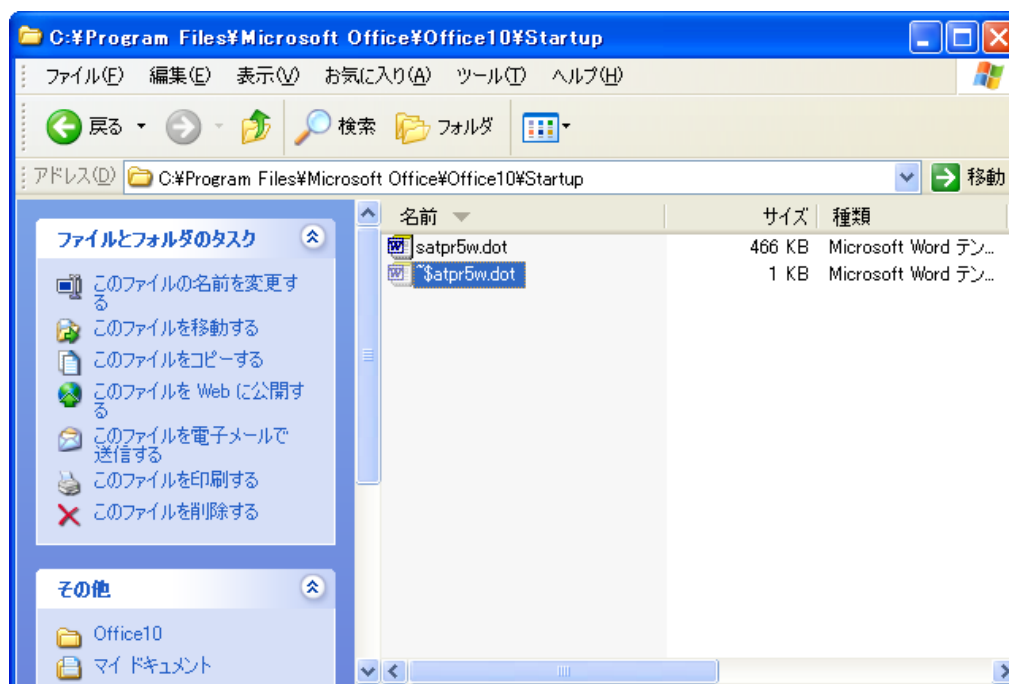 C:¥Program Files¥Microsoft Office¥Office10¥Startup
ファイル(F) 編集(E) 表示(V) お気に入り(A) ツール(T) ヘルプ(H)
戻る 検索 フォルダ
アドレス(D) C:¥Program Files¥Microsoft Office¥Office10¥Startup 移動
名前 サイズ 種類
satpr5w.dot 466 KB Microsoft Word テン...
~$atpr5w.dot 1 KB Microsoft Word テン...
ファイルとフォルダのタスク
このファイルの名前を変更す
る
このファイルを移動する
このファイルをコピーする
このファイルを Web に公開す
る
このファイルを電子メールで
送信する
このファイルを印刷する
このファイルを削除する
その他
Office10
マイ ドキュメント